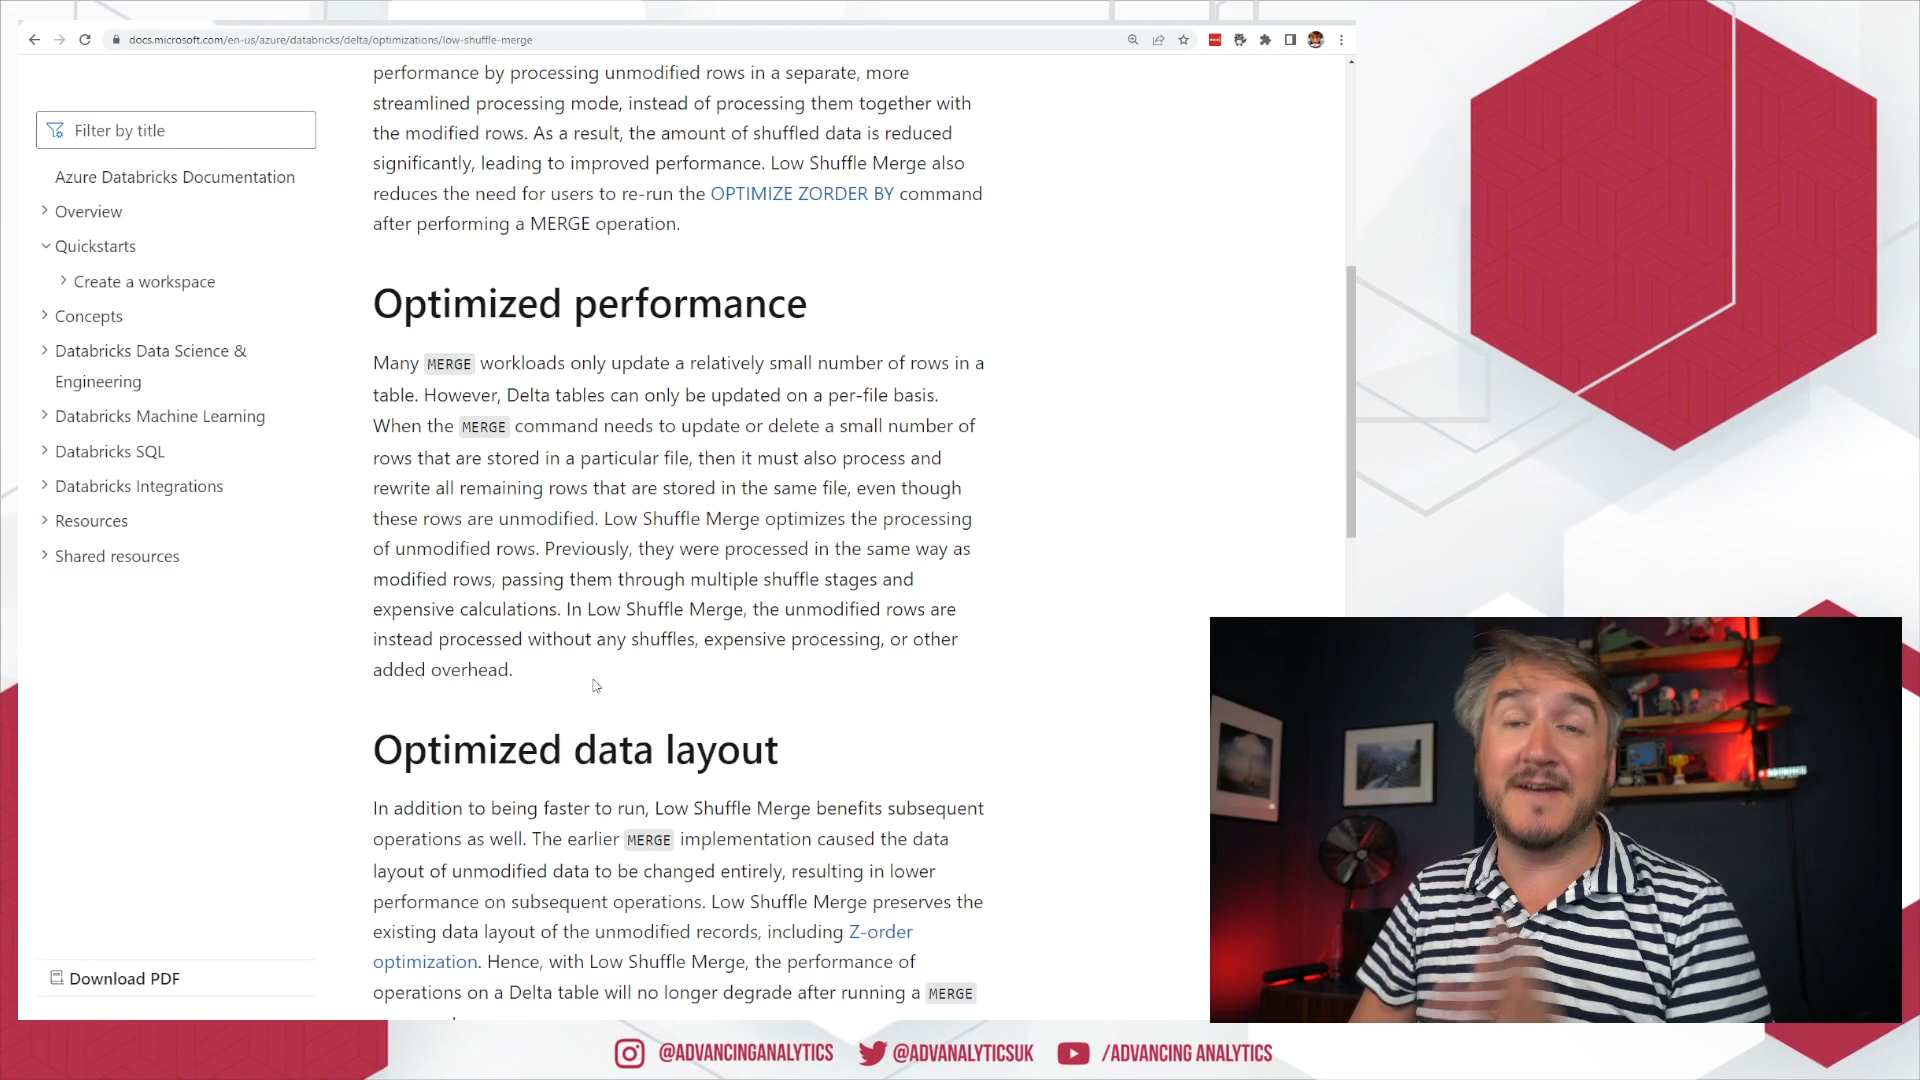 docs.microsoft.com/en-us/azure/databricks/delta/optimizations/low-shuffle-merge
Filter by title
Azure Databricks Documentation
Overview
Quickstarts
Create a workspace
Concepts
Databricks Data Science &
Engineering
Databricks Machine Learning
Databricks SQL
Databricks Integrations
Resources
Shared resources
Download PDF
performance by processing unmodified rows in a separate, more
streamlined processing mode, instead of processing them together with
the modified rows. As a result, the amount of shuffled data is reduced
significantly, leading to improved performance. Low Shuffle Merge also
reduces the need for users to re-run the OPTIMIZE ZORDER BY command
after performing a MERGE operation.
Optimized performance
Many MERGE workloads only update a relatively small number of rows in a
table. However, Delta tables can only be updated on a per-file basis.
When the MERGE command needs to update or delete a small number of
rows that are stored in a particular file, then it must also process and
rewrite all remaining rows that are stored in the same file, even though
these rows are unmodified. Low Shuffle Merge optimizes the processing
of unmodified rows. Previously, they were processed in the same way as
modified rows, passing them through multiple shuffle stages and
expensive calculations. In Low Shuffle Merge, the unmodified rows are
instead processed without any shuffles, expensive processing, or other
added overhead.
Optimized data layout
In addition to being faster to run, Low Shuffle Merge benefits subsequent
operations as well. The earlier MERGE implementation caused the data
layout of unmodified data to be changed entirely, resulting in lower
performance on subsequent operations. Low Shuffle Merge preserves the
existing data layout of the unmodified records, including Z-order
optimization. Hence, with Low Shuffle Merge, the performance of
operations on a Delta table will no longer degrade after running a MERGE
@ADVANCINGANALYTICS
@ADVANALYTICSUK
/ADVANCING ANALYTICS